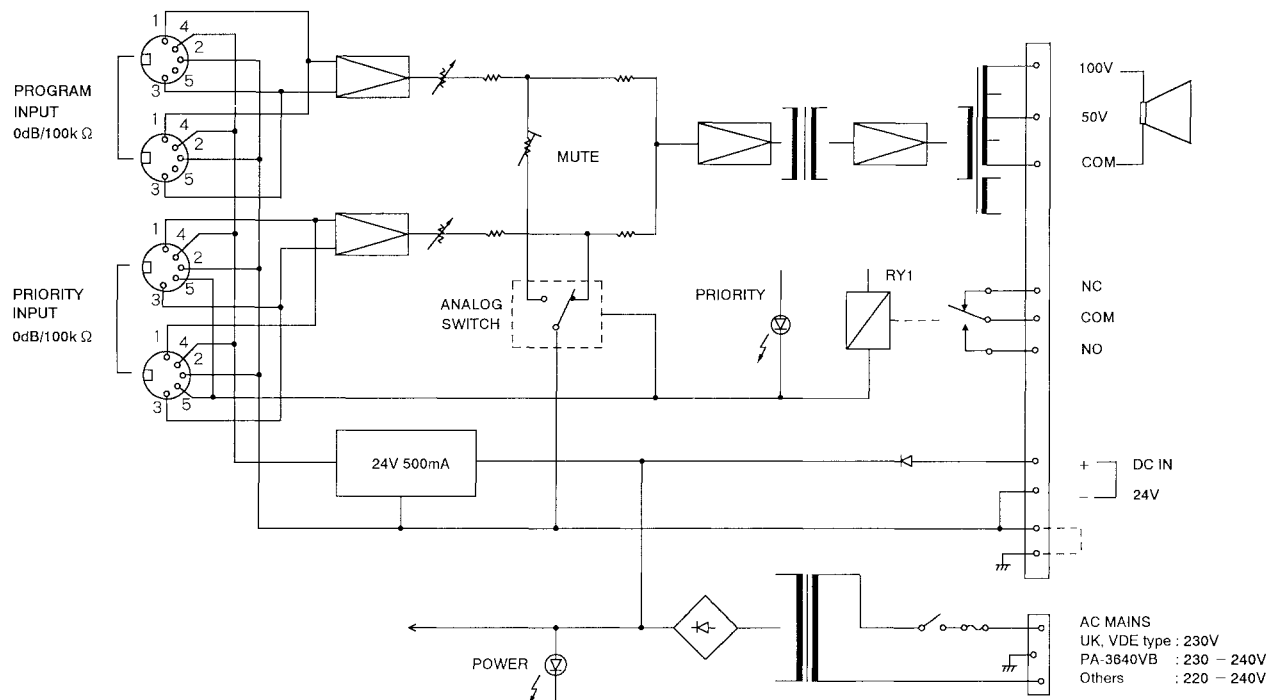 1
4
2
5
3
PROGRAM
INPUT
0dB/100k Ω
1
4
2
5
3
MUTE
100V
50V
COM
1
4
2
5
3
PRIORITY
INPUT
0dB/100k Ω
1
4
2
5
3
ANALOG
SWITCH
PRIORITY
RY1
NC
COM
NO
24V 500mA
+ DC IN
– 24V
POWER
AC MAINS
UK, VDE type : 230V
PA-3640VB : 230 – 240V
Others : 220 – 240V